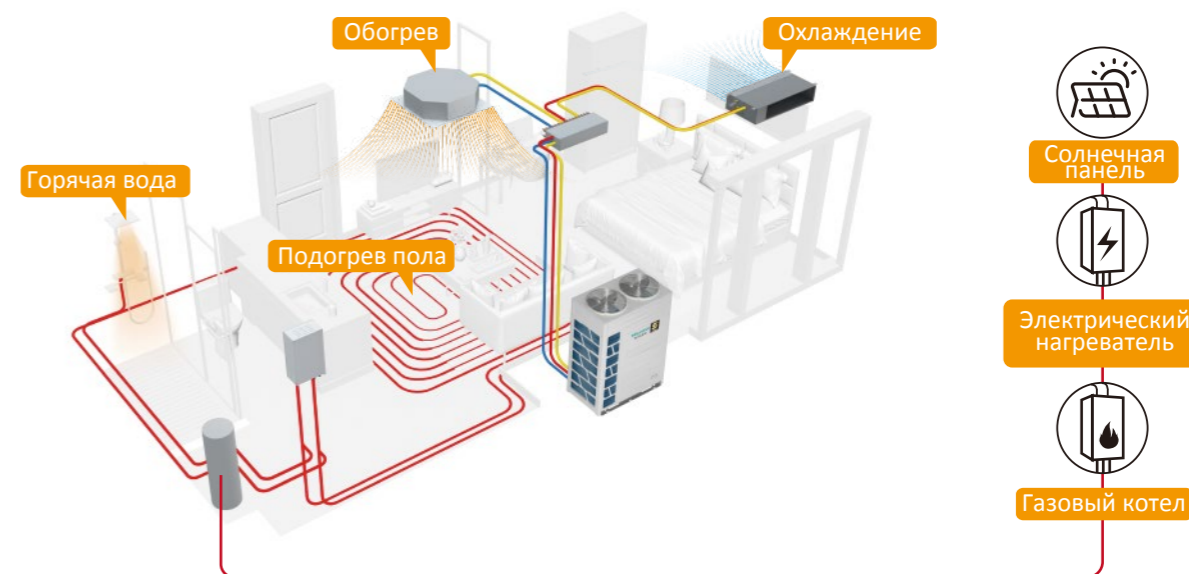 Обогрев
Охлаждение
Горячая вода
Подогрев пола
Солнечная
панель
Электрический
нагреватель
Газовый котел